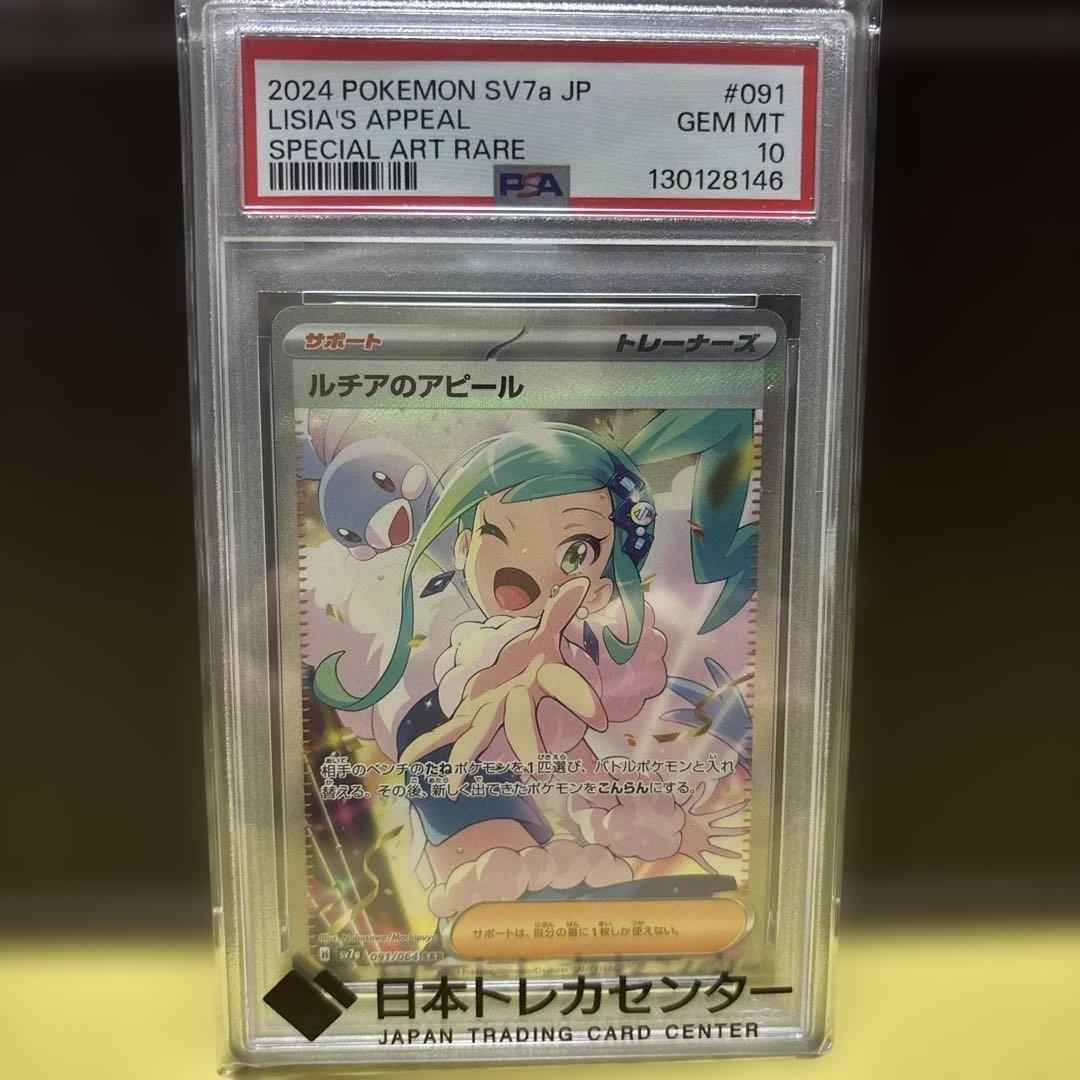 2024 POKEMON SV7a JP #091
LISIA'S APPEAL GEM MT
SPECIAL ART RARE 10
PSA 130128146
サポート トレーナーズ
ルチアのアピール
相手のベンチのたねポケモンを1匹選び、バトルポケモンと入れ
替える。その後、新しく出てきたポケモンをこんらんにする。
サポートは、自分の番に1枚しか使えない。
Illus. Nobusawa/Mochipuyo
sv7a 091/064 SAR
日本トレカセンター
JAPAN TRADING CARD CENTER